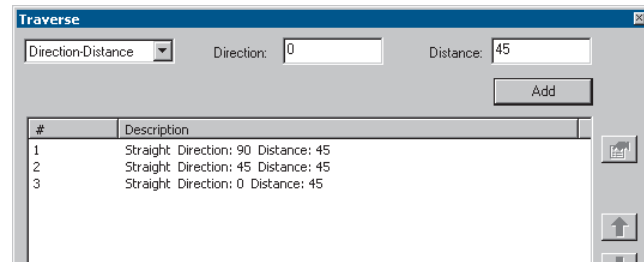 Traverse
Direction-Distance Direction: 0 Distance: 45
Add
# Description
1 Straight Direction: 90 Distance: 45
2 Straight Direction: 45 Distance: 45
3 Straight Direction: 0 Distance: 45